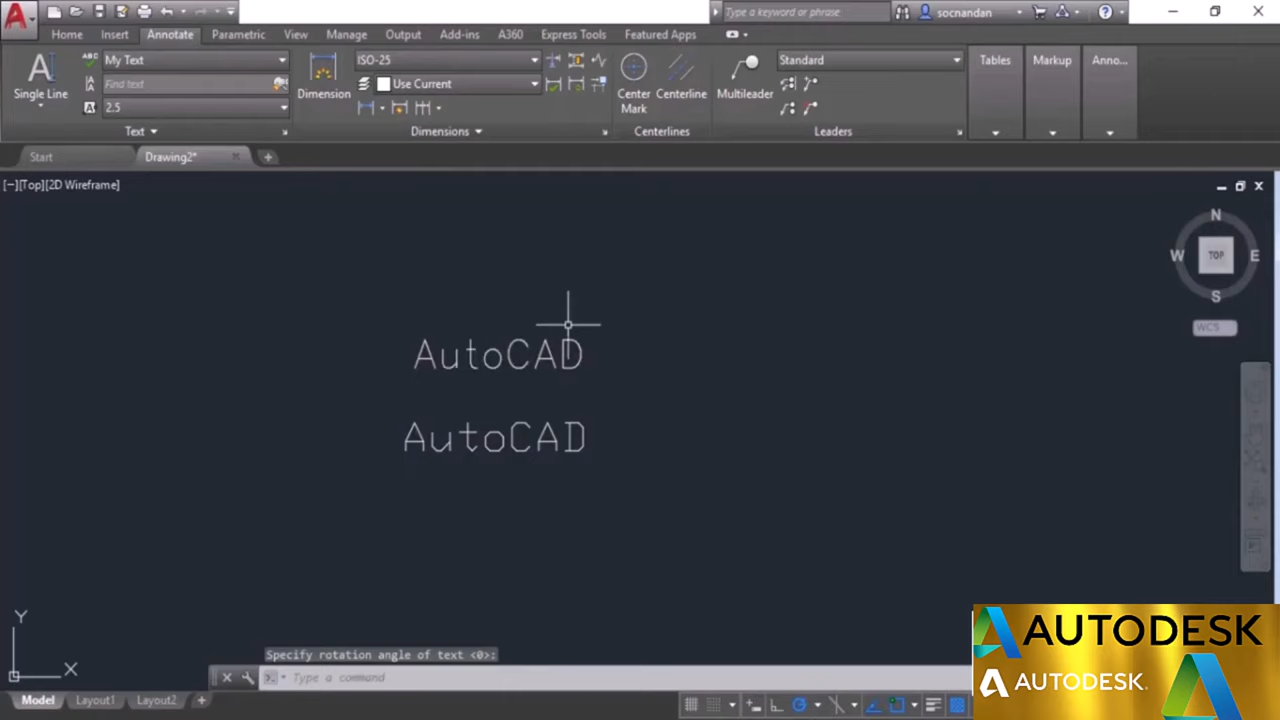 Type a keyword or phrase
socnandan
Home Insert Annotate Parametric View Manage Output Add-ins A360 Express Tools Featured Apps
My Text
ISO-25
Standard
Find text
Use Current
2.5
Single Line
Dimension
Center Mark
Centerline
Multileader
Tables
Markup
Anno...
Text
Dimensions
Centerlines
Leaders
Start
Drawing2*
[−][Top][2D Wireframe]
N
W
TOP
E
S
WCS
AutoCAD
AutoCAD
Y
X
Specify rotation angle of text <0>:
Type a command
Model Layout1 Layout2
AUTODESK
AUTODESK.